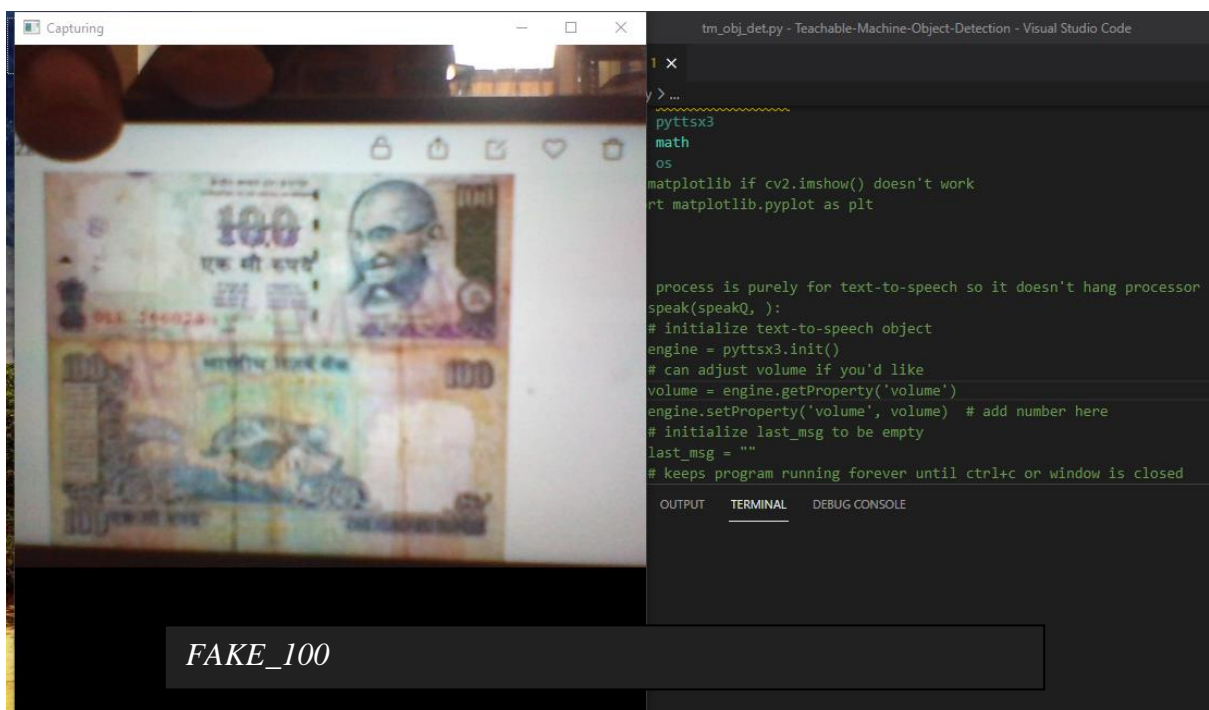 Capturing
tm_obj_det.py - Teachable-Machine-Object-Detection - Visual Studio Code
1
y > ...
pyttsx3
math
os
matplotlib if cv2.imshow() doesn't work
rt matplotlib.pyplot as plt
process is purely for text-to-speech so it doesn't hang processor
speak(speakQ, ):
# initialize text-to-speech object
engine = pyttsx3.init()
# can adjust volume if you'd like
volume = engine.getProperty('volume')
engine.setProperty('volume', volume)  # add number here
# initialize last_msg to be empty
last_msg = ""
# keeps program running forever until ctrl+c or window is closed
OUTPUT TERMINAL DEBUG CONSOLE
100
100
एक सौ रुपये
100
भारतीय रिज़र्व बैंक
100
100
FAKE_100